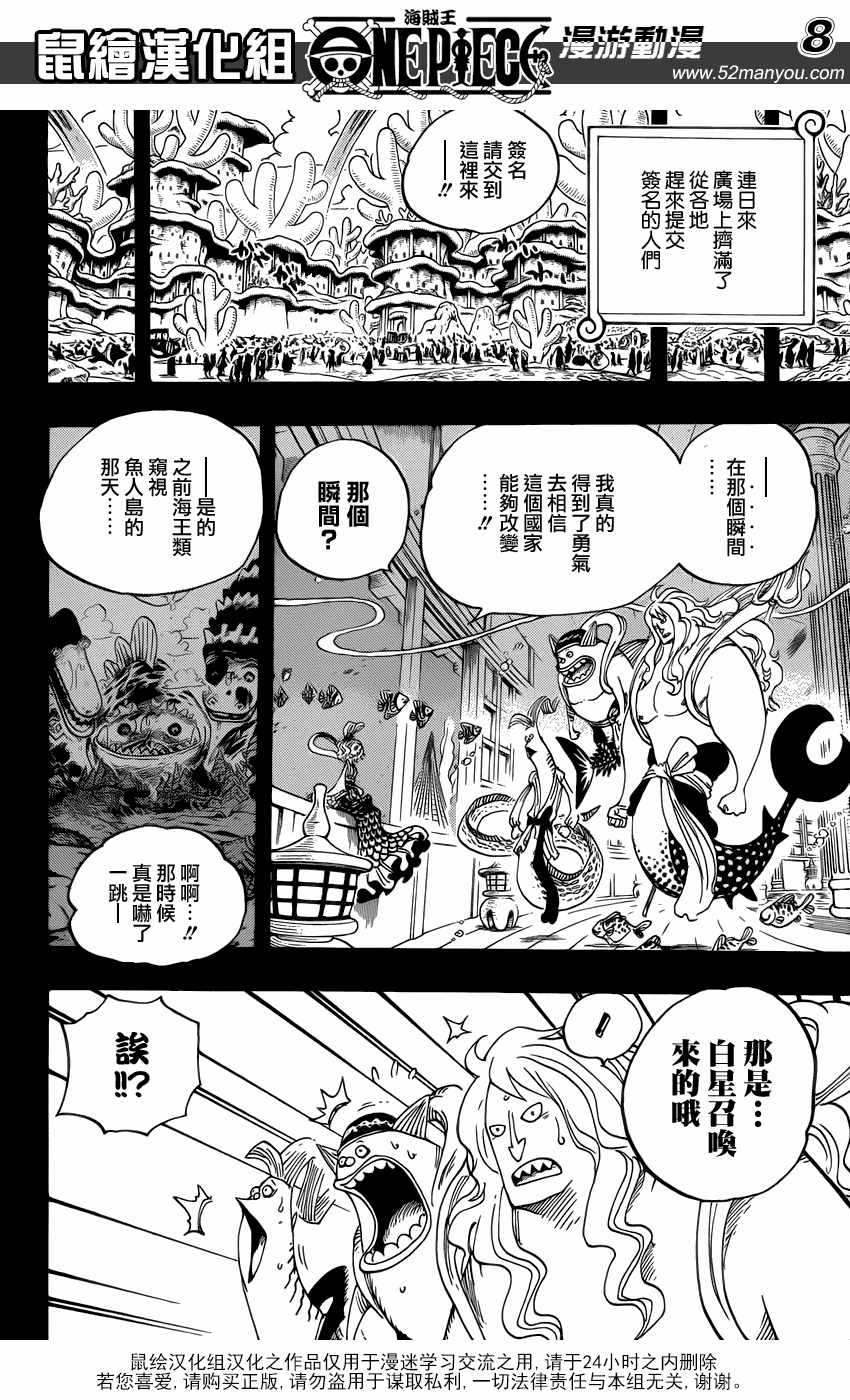 鼠繪漢化組
海賊王
ONE PIECE
漫游動漫
8
www.52manyou.com
連日來
廣場上擠滿了
從各地
趕來提交
簽名的人們
簽名
請交到
這裡來
—!!
——
在那個瞬間
……
我真的
得到了勇氣
去相信
這個國家
能夠改變
……!!
那個
瞬間?
——是的
之前海王類
窺視
魚人島的
那天……
啊啊…!!
那時候
真是嚇了
一跳—
那是…
白星召喚
來的哦
!
誒!!?
鼠绘汉化组汉化之作品仅用于漫迷学习交流之用, 请于24小时之内删除
若您喜爱, 请购买正版, 请勿盗用于谋取私利, 一切法律责任与本组无关, 谢谢。